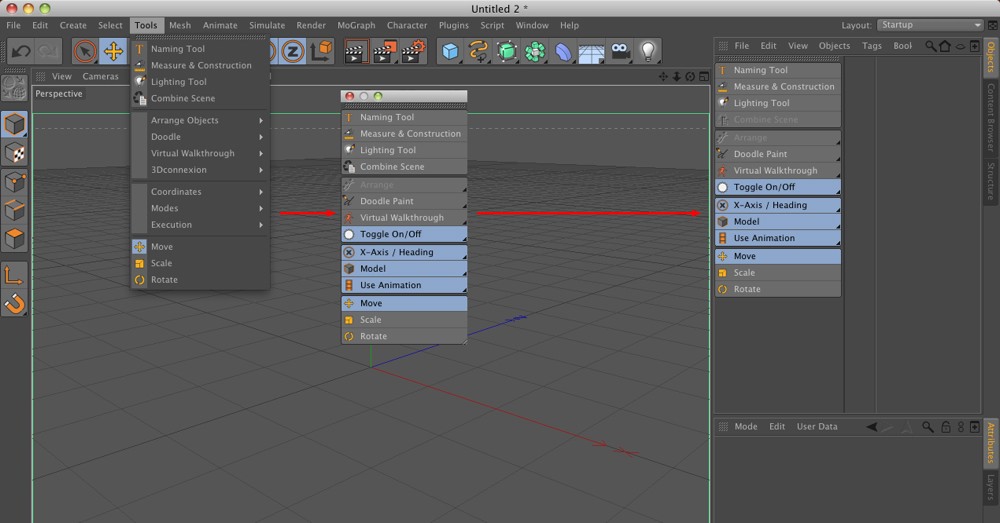 Untitled 2 *
File Edit Create Select Tools Mesh Animate Simulate Render MoGraph Character Plugins Script Window Help
Layout: Startup
View Cameras
Perspective
Naming Tool
Measure & Construction
Lighting Tool
Combine Scene
Arrange Objects
Doodle
Virtual Walkthrough
3Dconnexion
Coordinates
Modes
Execution
Move
Scale
Rotate
Naming Tool
Measure & Construction
Lighting Tool
Combine Scene
Arrange
Doodle Paint
Virtual Walkthrough
Toggle On/Off
X-Axis / Heading
Model
Use Animation
Move
Scale
Rotate
File Edit View Objects Tags Bool
Naming Tool
Measure & Construction
Lighting Tool
Combine Scene
Arrange
Doodle Paint
Virtual Walkthrough
Toggle On/Off
X-Axis / Heading
Model
Use Animation
Move
Scale
Rotate
Mode Edit User Data
Objects
Content Browser
Structure
Attributes
Layers